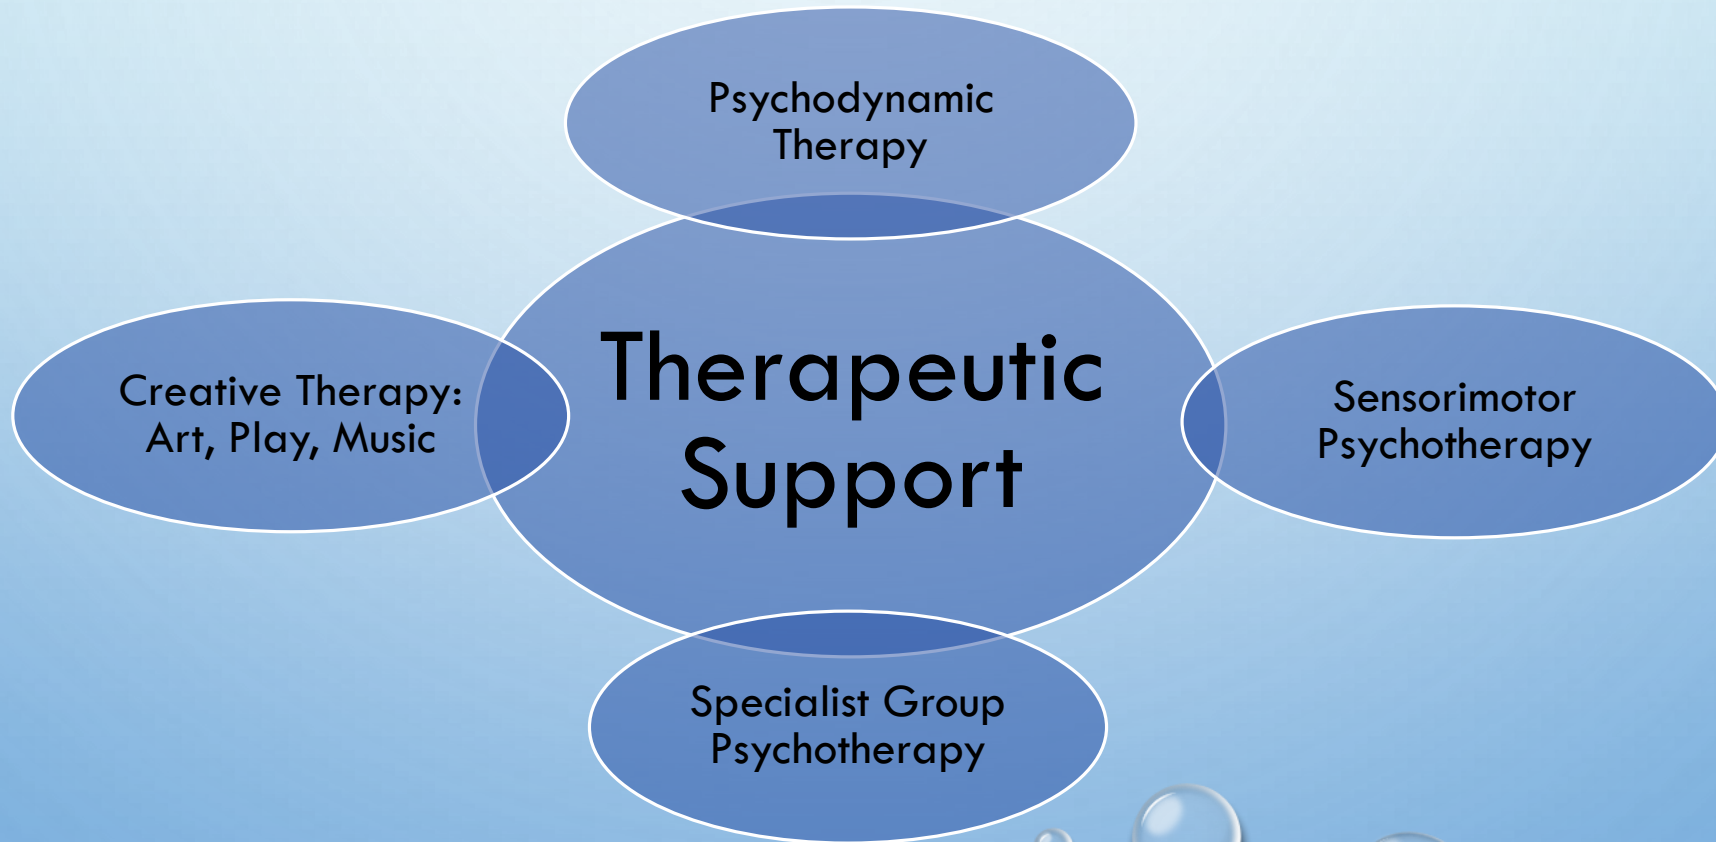 Psychodynamic
Therapy
Creative Therapy:
Art, Play, Music
Therapeutic
Support
Sensorimotor
Psychotherapy
Specialist Group
Psychotherapy